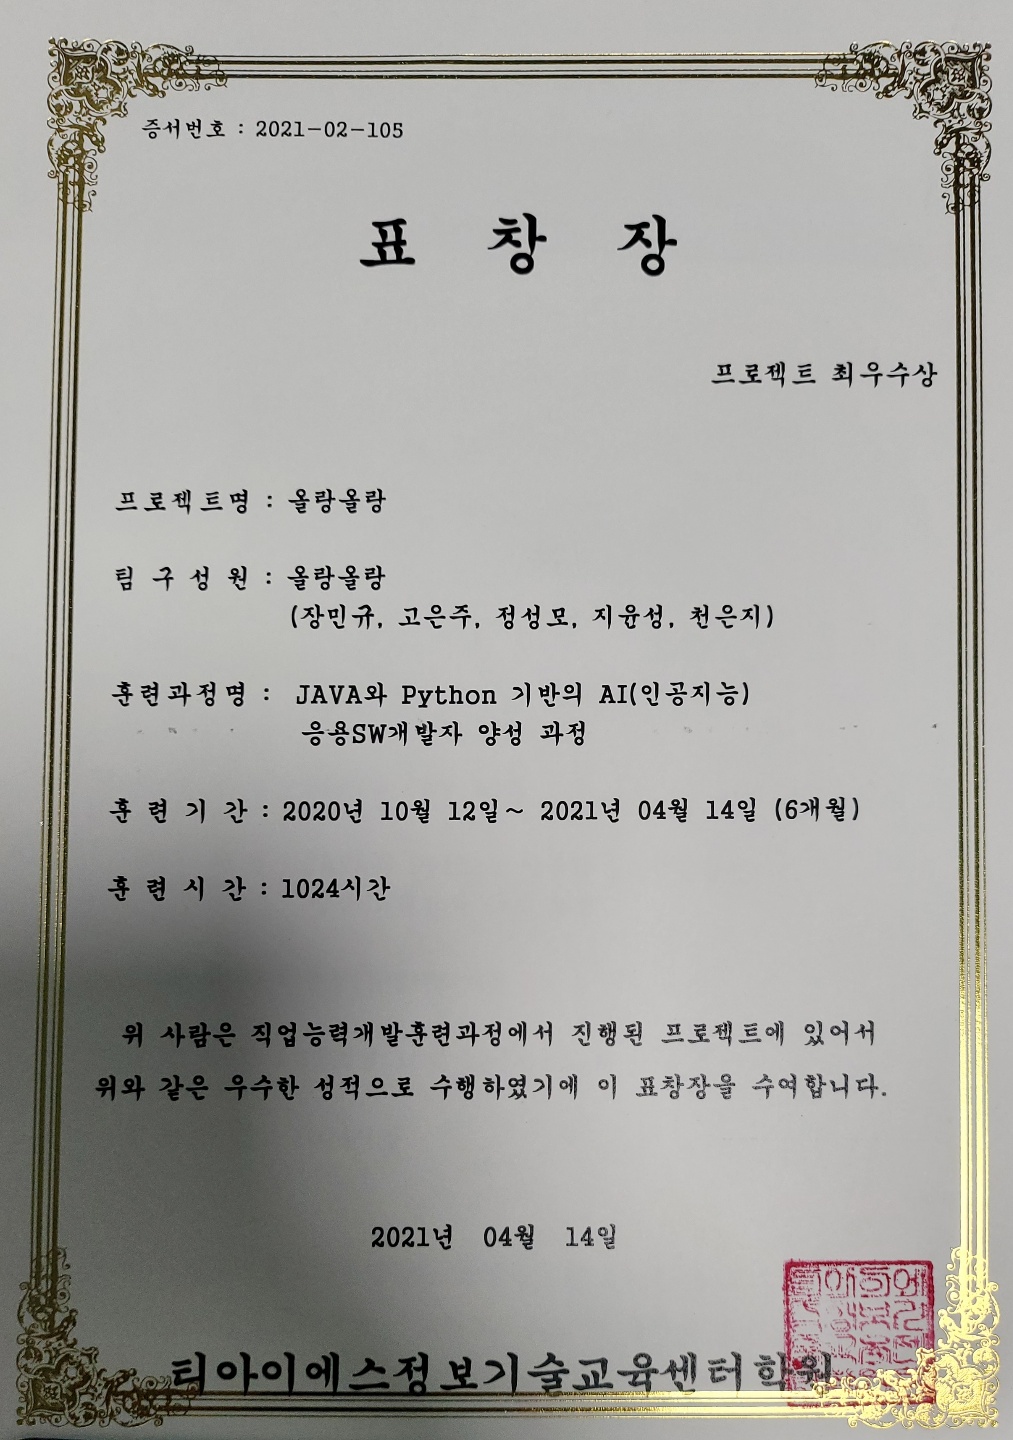 증서번호 : 2021-02-105
표 창 장
프로젝트 최우수상
프로젝트명 : 올랑올랑
팀 구 성 원 : 올랑올랑
(장민규, 고은주, 정성모, 지윤성, 천은지)
훈련과정명 : JAVA와 Python 기반의 AI(인공지능)
응용SW개발자 양성 과정
훈 련 기 간 : 2020년 10월 12일~ 2021년 04월 14일 (6개월)
훈 련 시 간 : 1024시간
위 사람은 직업능력개발훈련과정에서 진행된 프로젝트에 있어서
위와 같은 우수한 성적으로 수행하였기에 이 표창장을 수여합니다.
2021년 04월 14일
티아이에스정보기술교육센터학원